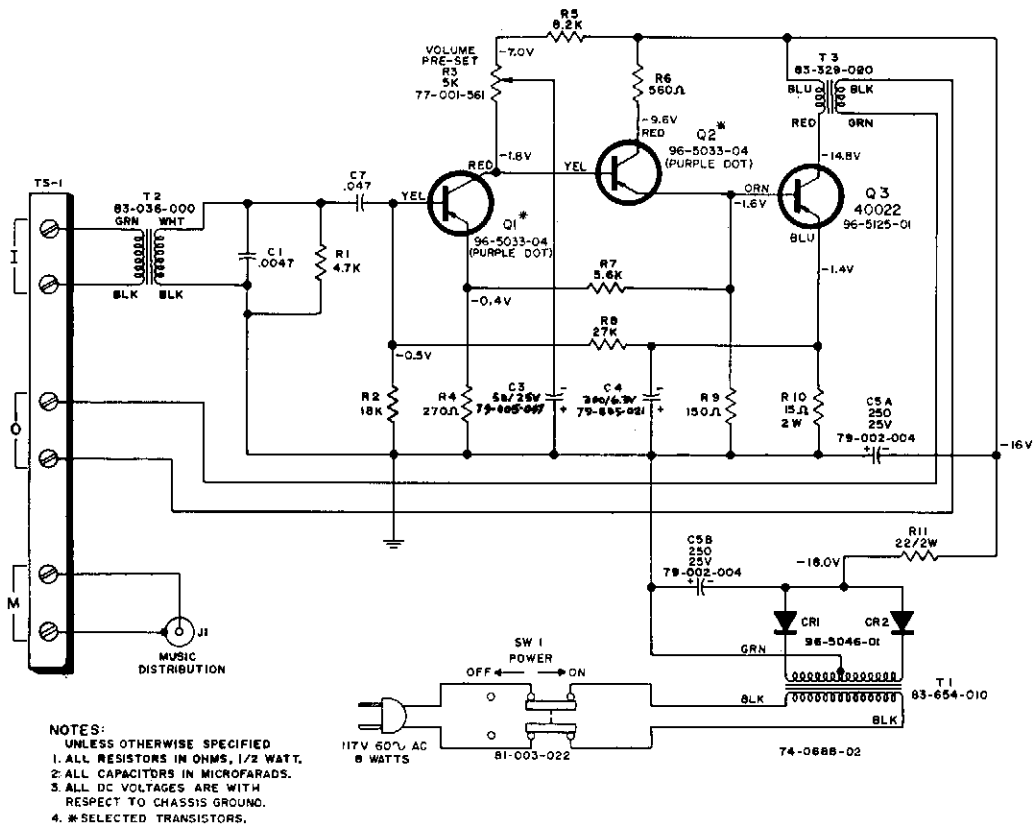 R5
8.2K
VOLUME
PRE-SET
R3
5K
77-001-561
-7.0V
R6
560Ω
T3
83-329-020
BLU
BLK
RED
GRN
-9.6V
RED
Q2*
96-5033-04
(PURPLE DOT)
-14.8V
-1.8V
RED
YEL
ORN
-1.6V
Q3
40022
96-5125-01
BLU
C7
.047
YEL
Q1*
96-5033-04
(PURPLE DOT)
TS-1
T2
83-036-000
GRN
WHT
I
BLK
BLK
C1
.0047
R1
4.7K
R7
5.6K
-0.4V
-1.4V
R8
27K
-0.5V
R2
18K
R4
270Ω
C3
50/25V
79-005-097
-
+
C4
200/6.3V
-
+
R9
150Ω
R10
15Ω
2W
C5A
250
25V
79-002-004
+
-
-16V
O
R11
22/2W
C5B
250
25V
79-002-004
+
-
-18.0V
M
J1
MUSIC
DISTRIBUTION
CR1
CR2
96-5046-01
GRN
T1
83-654-010
BLK
BLK
SW 1
POWER
OFF
ON
117V 60∿ AC
8 WATTS
81-003-022
74-0688-02
NOTES:
UNLESS OTHERWISE SPECIFIED
1. ALL RESISTORS IN OHMS, 1/2 WATT.
2. ALL CAPACITORS IN MICROFARADS.
3. ALL DC VOLTAGES ARE WITH
RESPECT TO CHASSIS GROUND.
4. *SELECTED TRANSISTORS.